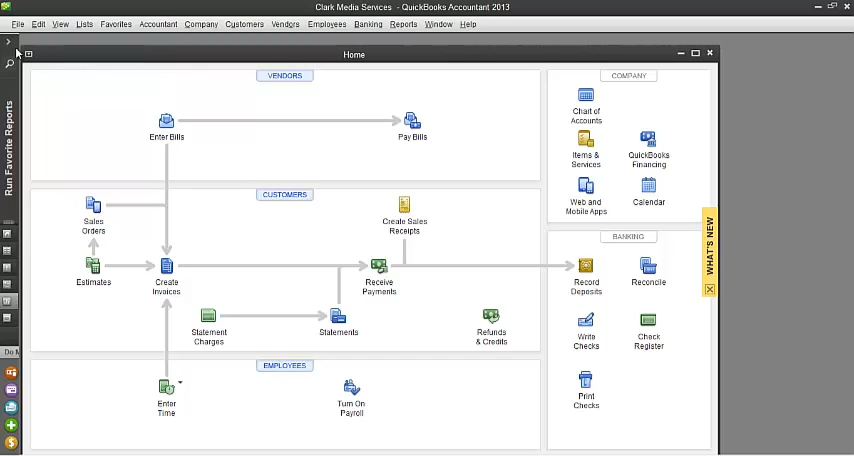 Clark Media Services - QuickBooks Accountant 2013
File Edit View Lists Favorites Accountant Company Customers Vendors Employees Banking Reports Window Help
Home
Run Favorite Reports
VENDORS
Enter Bills
Pay Bills
CUSTOMERS
Sales
Orders
Create Sales
Receipts
Estimates
Create
Invoices
Receive
Payments
Statement
Charges
Statements
Refunds
& Credits
EMPLOYEES
Enter
Time
Turn On
Payroll
COMPANY
Chart of
Accounts
Items &
Services
QuickBooks
Financing
Web and
Mobile Apps
Calendar
BANKING
Record
Deposits
Reconcile
Write
Checks
Check
Register
Print
Checks
WHAT'S NEW